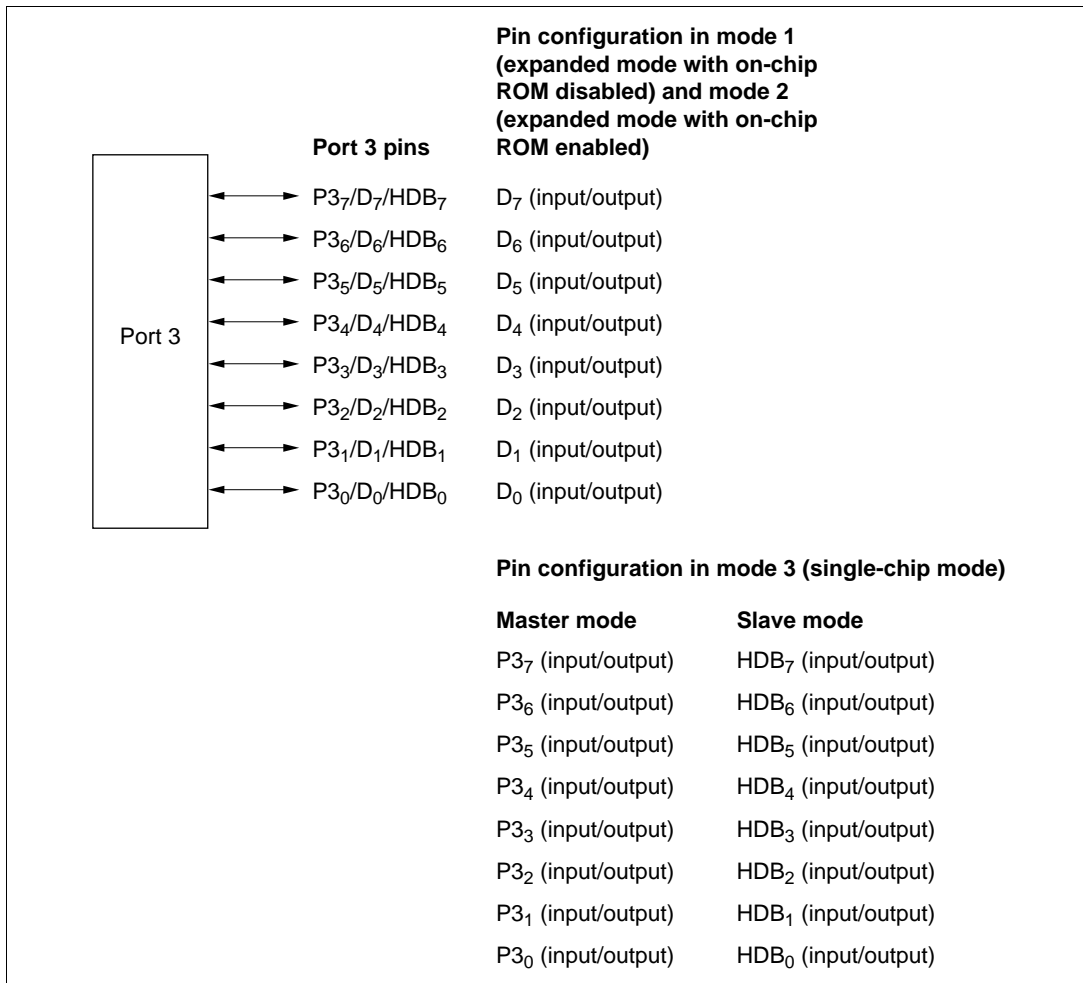 Pin configuration in mode 1
(expanded mode with on-chip
ROM disabled) and mode 2
(expanded mode with on-chip
Port 3 pins ROM enabled)
P3₇/D₇/HDB₇ D₇ (input/output)
P3₆/D₆/HDB₆ D₆ (input/output)
P3₅/D₅/HDB₅ D₅ (input/output)
P3₄/D₄/HDB₄ D₄ (input/output)
Port 3
P3₃/D₃/HDB₃ D₃ (input/output)
P3₂/D₂/HDB₂ D₂ (input/output)
P3₁/D₁/HDB₁ D₁ (input/output)
P3₀/D₀/HDB₀ D₀ (input/output)
Pin configuration in mode 3 (single-chip mode)
Master mode Slave mode
P3₇ (input/output) HDB₇ (input/output)
P3₆ (input/output) HDB₆ (input/output)
P3₅ (input/output) HDB₅ (input/output)
P3₄ (input/output) HDB₄ (input/output)
P3₃ (input/output) HDB₃ (input/output)
P3₂ (input/output) HDB₂ (input/output)
P3₁ (input/output) HDB₁ (input/output)
P3₀ (input/output) HDB₀ (input/output)